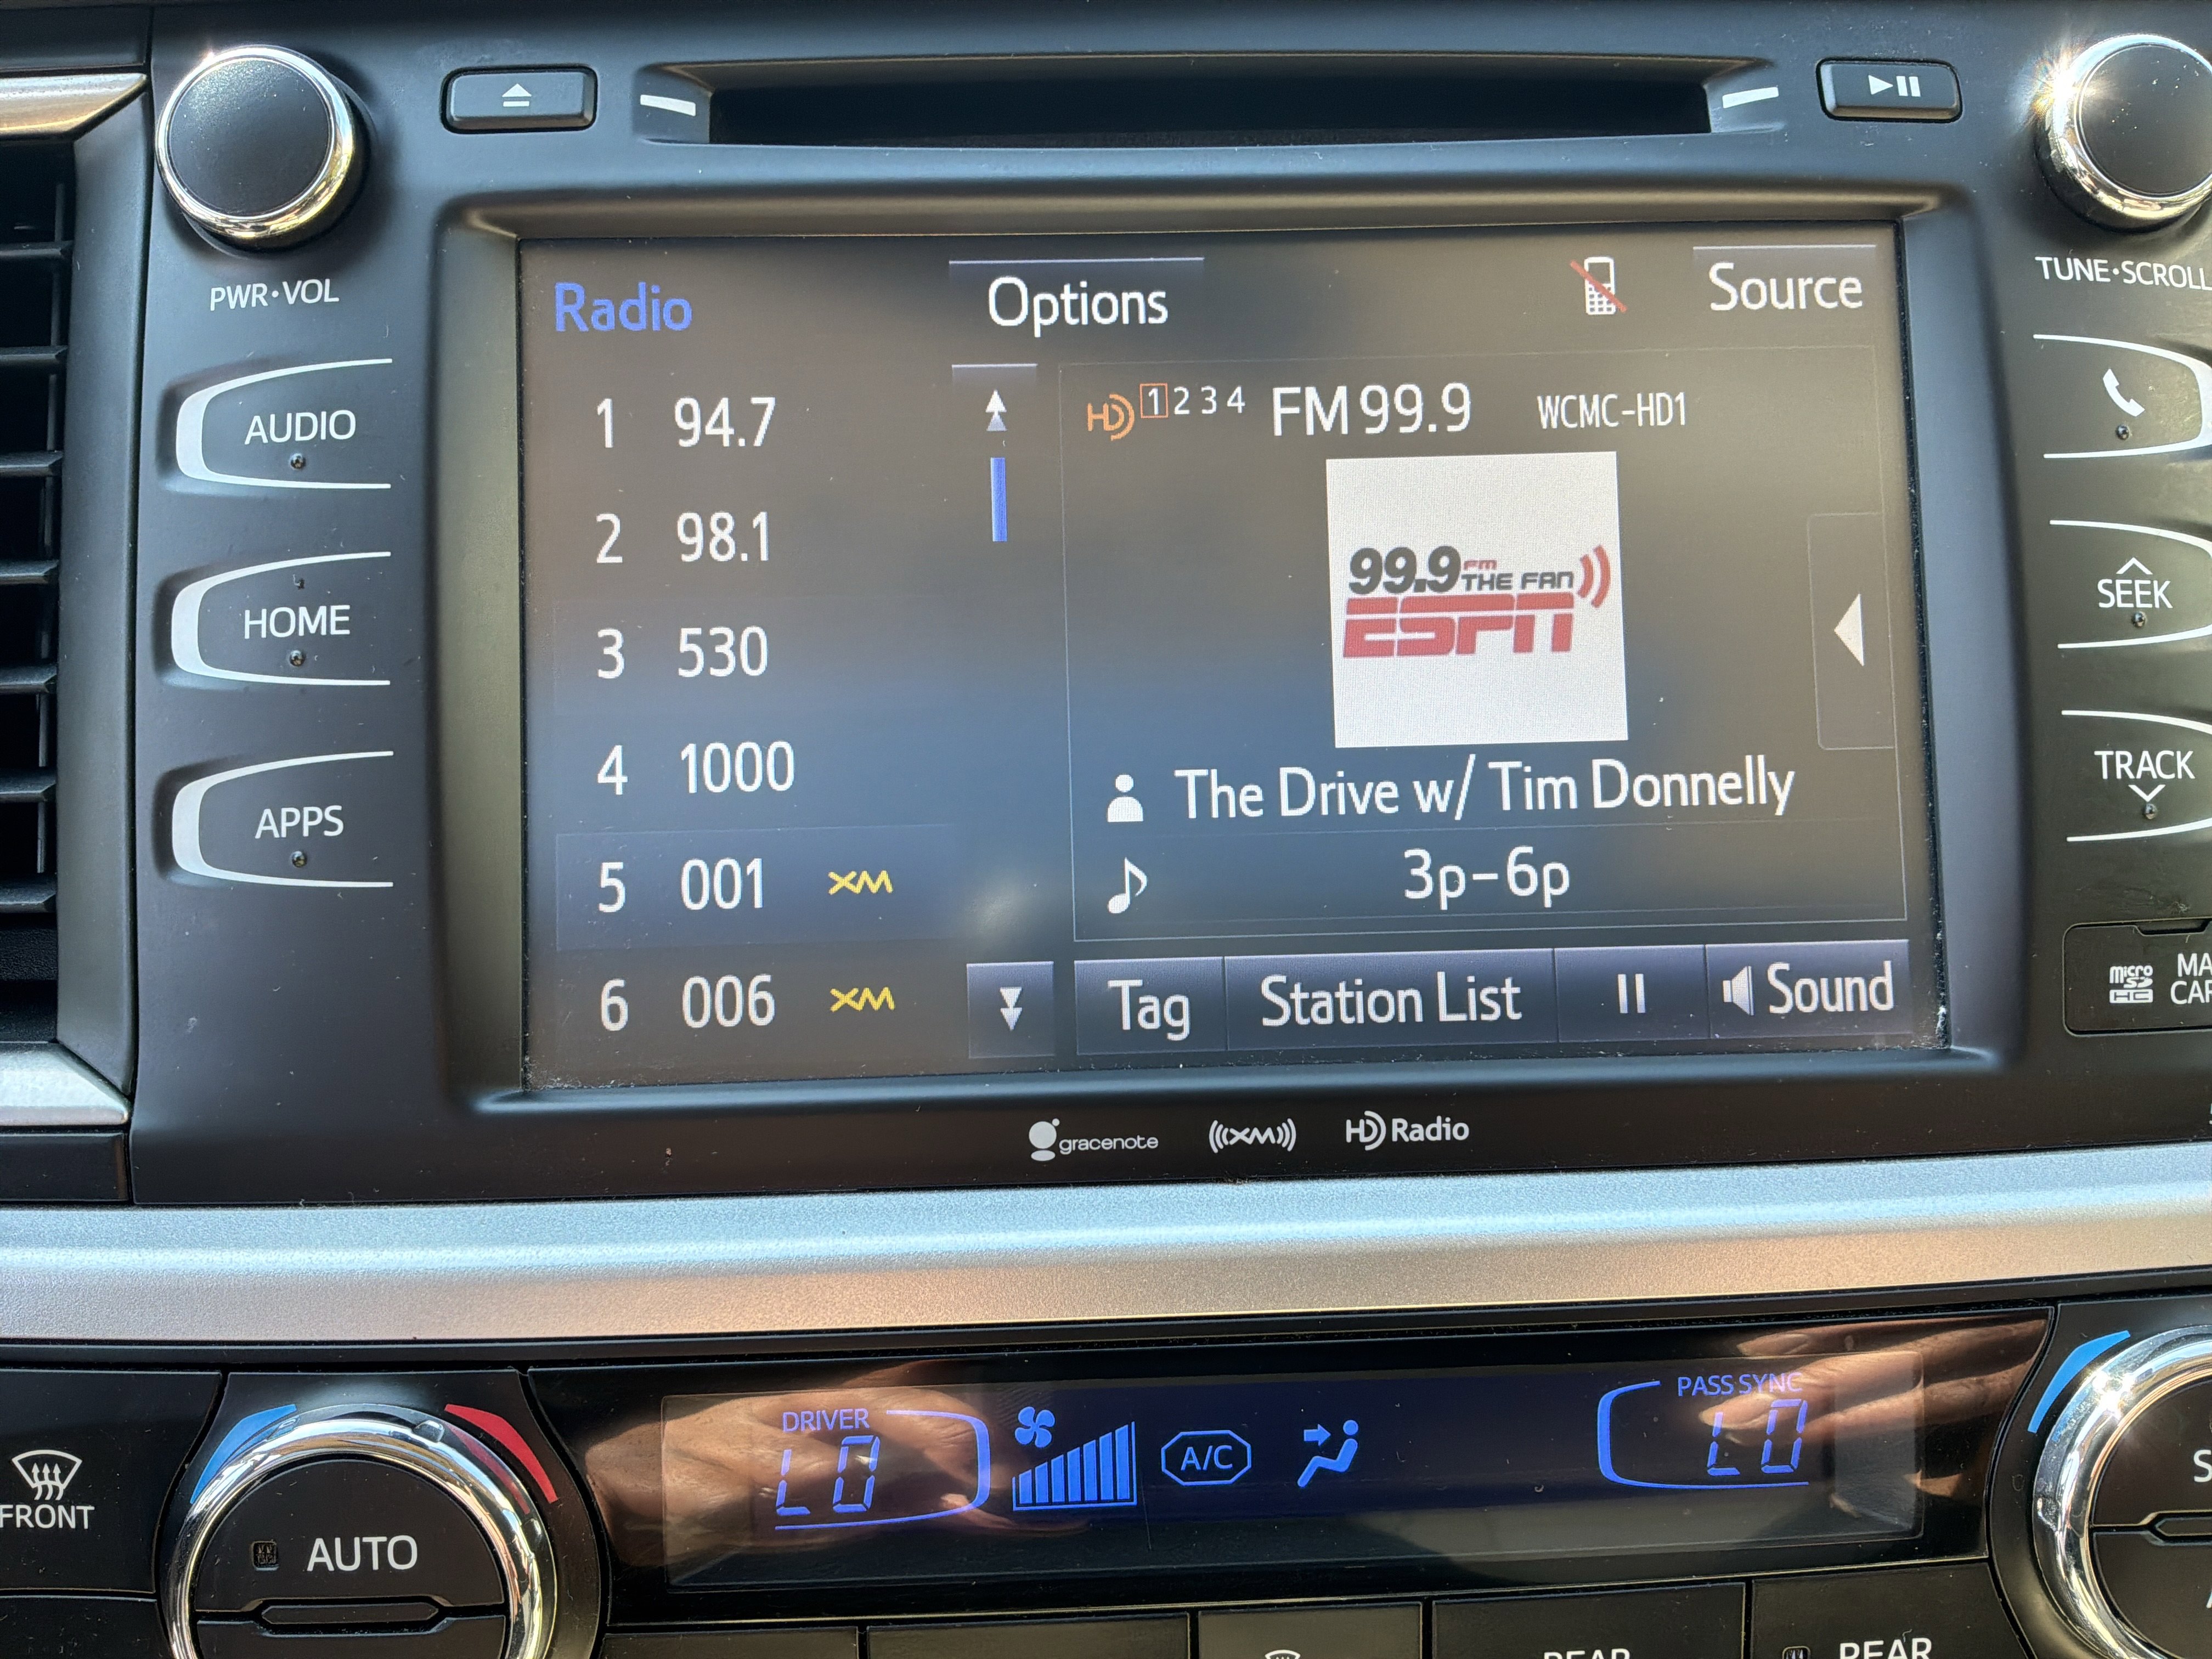 PWR•VOL
TUNE•SCROLL
AUDIO
HOME
APPS
SEEK
TRACK
Radio
Options
Source
1 94.7
2 98.1
3 530
4 1000
5 001 XM
6 006 XM
HD 1 2 3 4 FM 99.9 WCMC-HD1
99.9 FM THE FAN
ESPN
The Drive w/ Tim Donnelly
3p-6p
Tag
Station List
Sound
micro SD HC
gracenote
((XM))
HD Radio
DRIVER
LO
A/C
PASS SYNC
LO
FRONT
AUTO
REAR
REAR